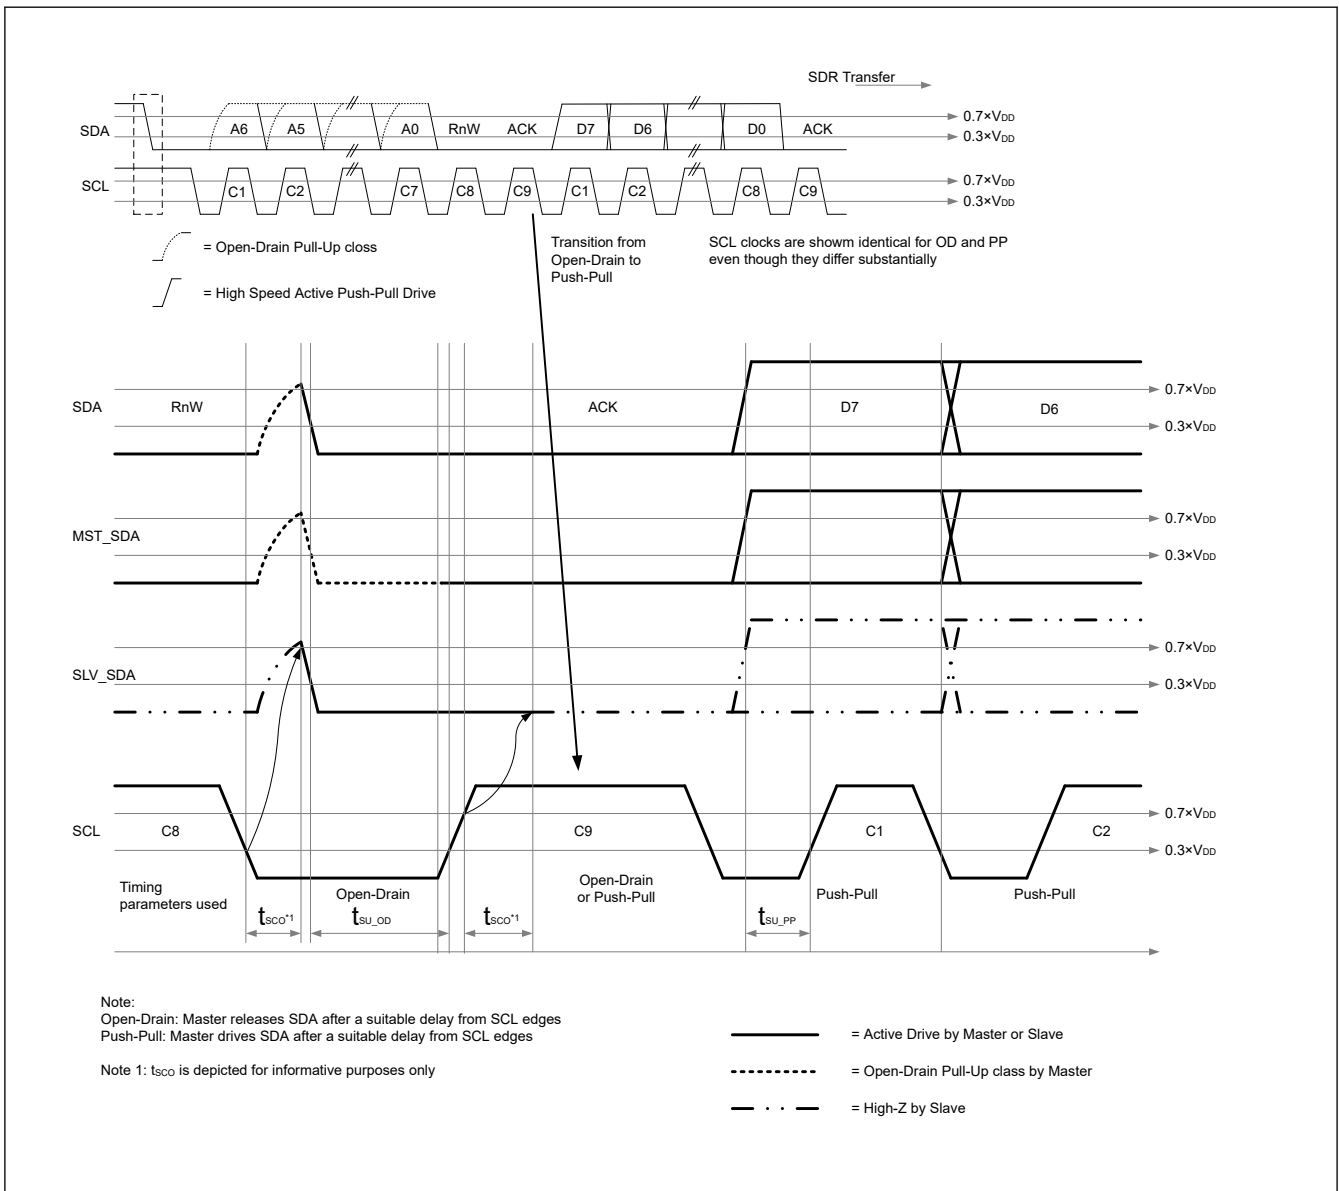 SDR Transfer
SDA
A6 A5 A0 RnW ACK D7 D6 D0 ACK
0.7×VDD
0.3×VDD
SCL
C1 C2 C7 C8 C9 C1 C2 C8 C9
0.7×VDD
0.3×VDD
= Open-Drain Pull-Up closs
= High Speed Active Push-Pull Drive
Transition from
Open-Drain to
Push-Pull
SCL clocks are showm identical for OD and PP
even though they differ substantially
SDA
RnW ACK D7 D6
0.7×VDD
0.3×VDD
MST_SDA
0.7×VDD
0.3×VDD
SLV_SDA
0.7×VDD
0.3×VDD
SCL
C8 C9 C1 C2
0.7×VDD
0.3×VDD
Timing
parameters used
Open-Drain
Open-Drain
or Push-Pull
Push-Pull
Push-Pull
tSCO*1
tSU_OD
tSCO*1
tSU_PP
Note:
Open-Drain: Master releases SDA after a suitable delay from SCL edges
Push-Pull: Master drives SDA after a suitable delay from SCL edges
Note 1: tSCO is depicted for informative purposes only
= Active Drive by Master or Slave
= Open-Drain Pull-Up class by Master
= High-Z by Slave